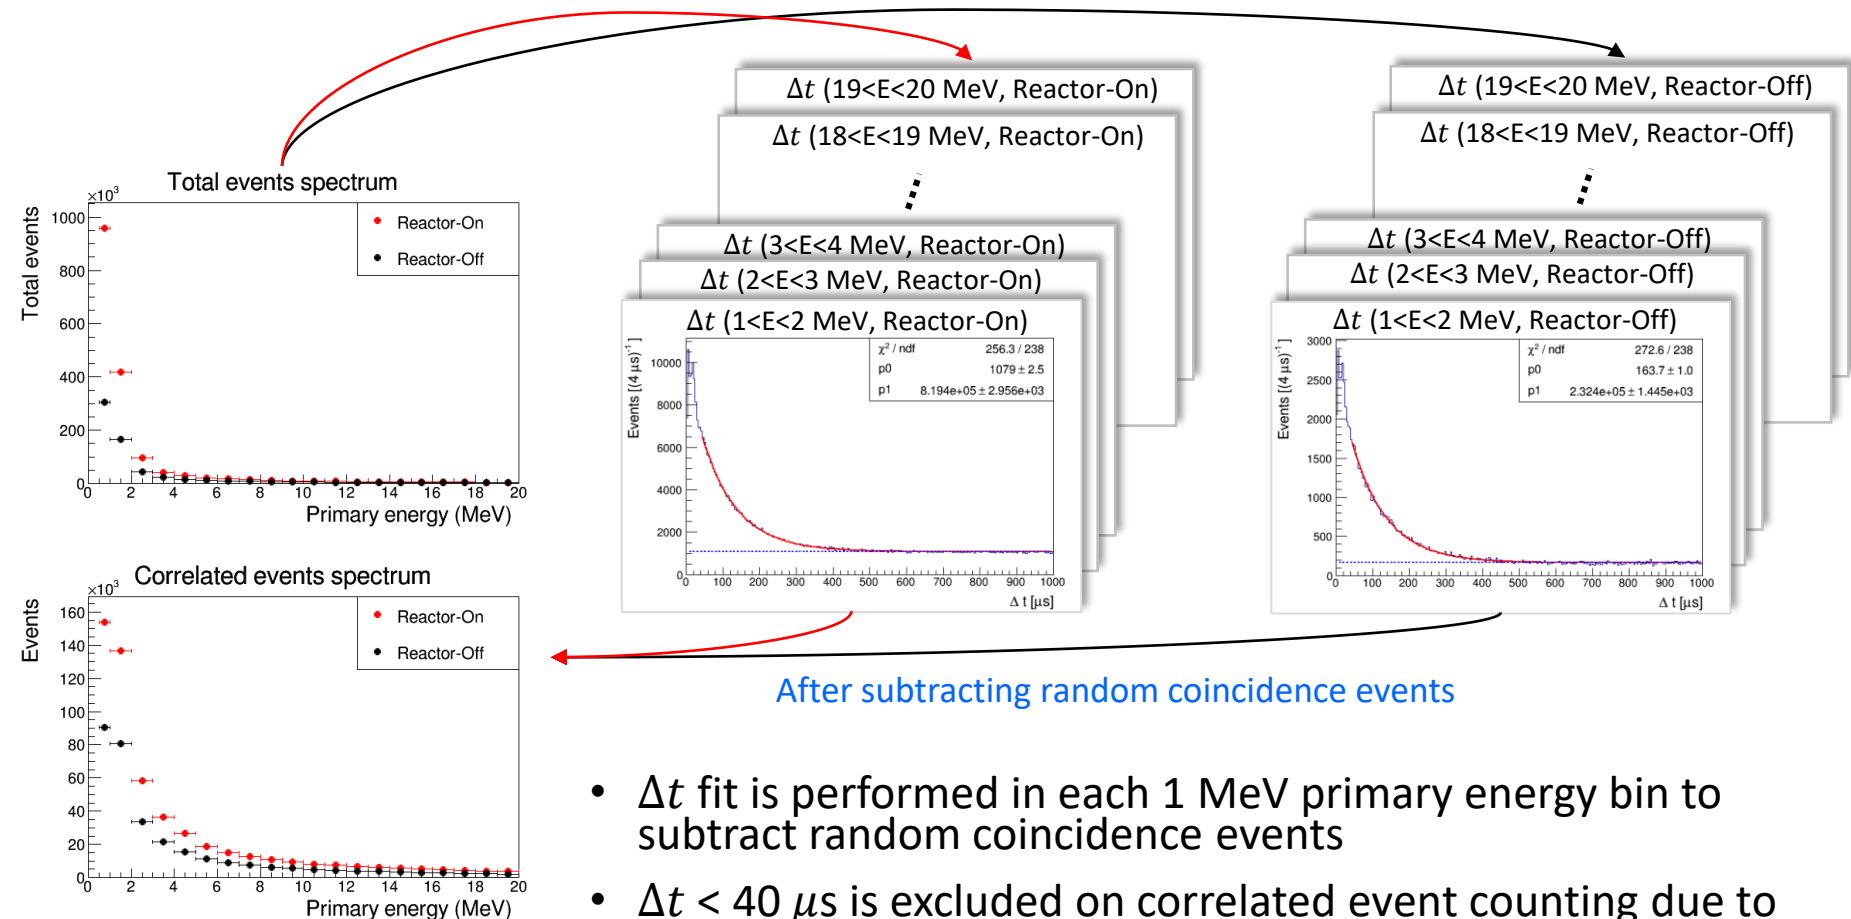 Δt (19<E<20 MeV, Reactor-On)
Δt (18<E<19 MeV, Reactor-On)
Δt (3<E<4 MeV, Reactor-On)
Δt (2<E<3 MeV, Reactor-On)
Δt (1<E<2 MeV, Reactor-On)
χ² / ndf 256.3 / 238
p0 1079 ± 2.5
p1 8.194e+05 ± 2.956e+03
Events [(4 μs)⁻¹]
10000
8000
6000
4000
2000
0
0 100 200 300 400 500 600 700 800 900 1000
Δ t [μs]
Δt (19<E<20 MeV, Reactor-Off)
Δt (18<E<19 MeV, Reactor-Off)
Δt (3<E<4 MeV, Reactor-Off)
Δt (2<E<3 MeV, Reactor-Off)
Δt (1<E<2 MeV, Reactor-Off)
χ² / ndf 272.6 / 238
p0 163.7 ± 1.0
p1 2.324e+05 ± 1.445e+03
Events [(4 μs)⁻¹]
3000
2500
2000
1500
1000
500
0
0 100 200 300 400 500 600 700 800 900 1000
Δ t [μs]
Total events spectrum
×10³
Total events
Reactor-On
Reactor-Off
1000
800
600
400
200
0
0 2 4 6 8 10 12 14 16 18 20
Primary energy (MeV)
Correlated events spectrum
×10³
Events
Reactor-On
Reactor-Off
160
140
120
100
80
60
40
20
0
0 2 4 6 8 10 12 14 16 18 20
Primary energy (MeV)
After subtracting random coincidence events
• Δt fit is performed in each 1 MeV primary energy bin to
subtract random coincidence events
• Δt < 40 μs is excluded on correlated event counting due to